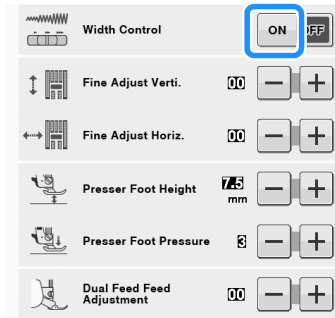 Width Control ON OFF
Fine Adjust Verti. 00 − +
Fine Adjust Horiz. 00 − +
Presser Foot Height 7.5 mm − +
Presser Foot Pressure 3 − +
Dual Feed Feed
Adjustment 00 − +